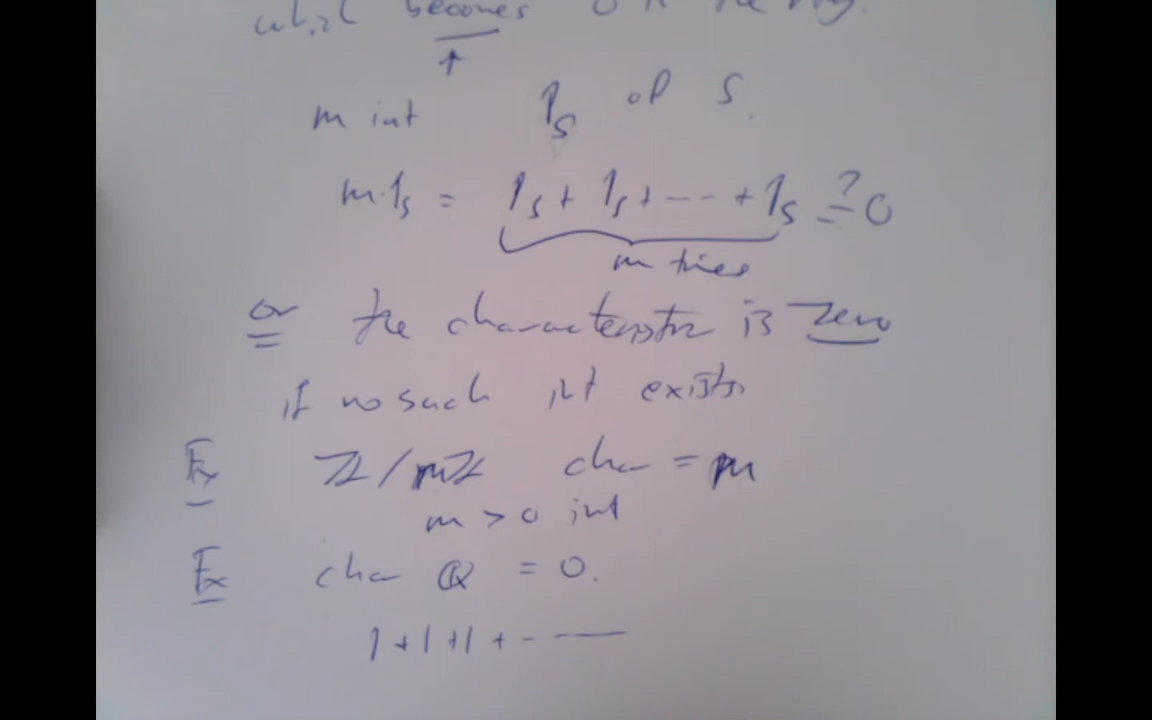 which becomes 0 in the ring.
↑
m int 1_S of S.
m·1_S = 1_S + 1_S + --- + 1_S ?= 0
m times
or the characteristic is zero
if no such int exists.
Ex Z/mZ char = m
m > 0 int
Ex char Q = 0.
1+1+1+ - —